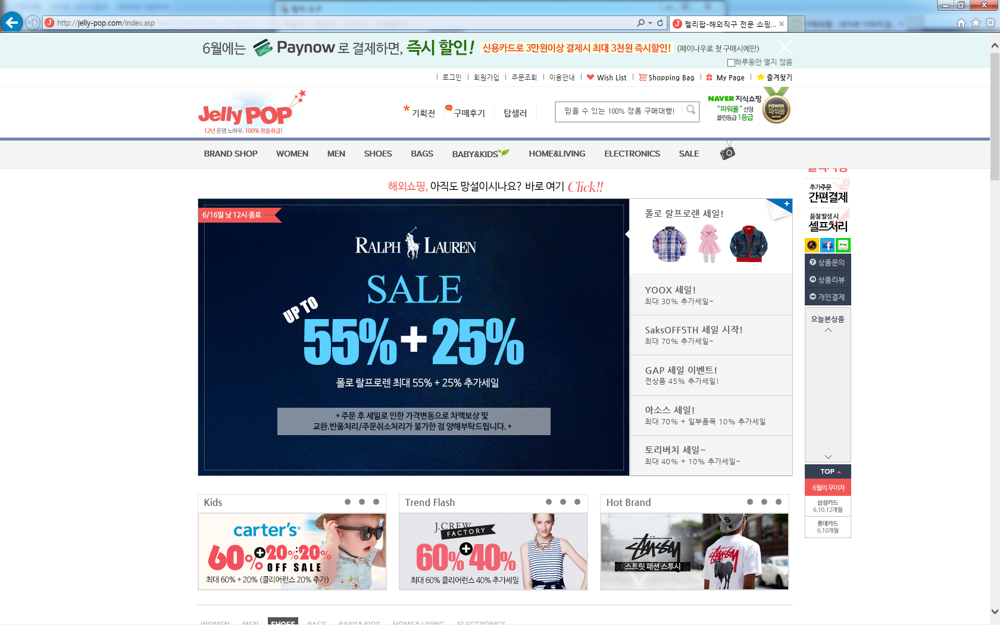 http://jelly-pop.com/index.asp
젤리팝-해외직구 전문 쇼핑...
6월에는 Paynow 로 결제하면, 즉시 할인! 신용카드로 3만원이상 결제시 최대 3천원 즉시할인! (페이나우로 첫 구매시에만)
하루동안 열지 않음
로그인 회원가입 주문조회 이용안내 Wish List Shopping Bag My Page 즐겨찾기
Jelly POP
12년 운영 노하우, 100% 정품취급!
기획전 구매후기 탑셀러
믿을 수 있는 100% 정품 구매대행!
NAVER 지식쇼핑
"파워몰" 선정
클린등급 1등급
POWER
파워몰
NAVER
BRAND SHOP WOMEN MEN SHOES BAGS BABY&KIDS HOME&LIVING ELECTRONICS SALE
해외쇼핑, 아직도 망설이시나요? 바로 여기 Click!!
6/16일 낮 12시 종료
RALPH LAUREN
SALE
UP TO
55% + 25%
폴로 랄프로렌 최대 55% + 25% 추가세일
* 주문 후 세일로 인한 가격변동으로 차액보상 및
교환.반품처리/주문취소처리가 불가한 점 양해부탁드립니다. *
폴로 랄프로렌 세일!
YOOX 세일!
최대 30% 추가세일~
SaksOFF5TH 세일 시작!
최대 70% 추가세일~
GAP 세일 이벤트!
전상품 45% 추가세일!
아소스 세일!
최대 70% + 일부품목 10% 추가세일
토리버치 세일~
최대 40% + 10% 추가세일~
추가주문
간편결제
품절 발생 시
셀프처리
blog
상품문의
상품리뷰
개인결제
오늘본상품
TOP
6월의 무이자
삼성카드
6,10,12개월
롯데카드
6,10개월
Kids
carter's
60%+20%:20%
OFF SALE
최대 60% + 20% (클리어런스 20% 추가)
Trend Flash
J.CREW
FACTORY
60%+40%
최대 60% 클리어런스 40% 추가세일
Hot Brand
STÜSSY
스트릿 패션 스투시
WOMEN MEN SHOES BAGS BABY&KIDS HOME&LIVING ELECTRONICS